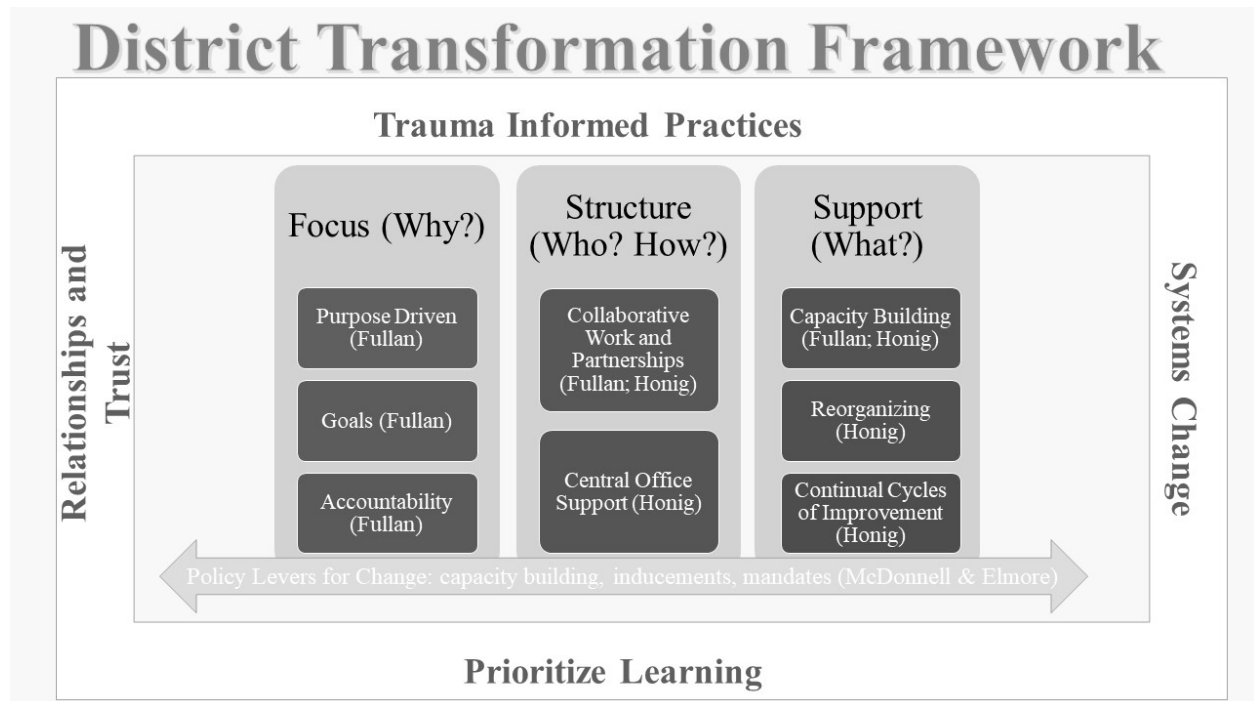 District Transformation Framework
Trauma Informed Practices
Relationships and
Trust
Focus (Why?)
Purpose Driven
(Fullan)
Goals (Fullan)
Accountability
(Fullan)
Structure
(Who? How?)
Collaborative
Work and
Partnerships
(Fullan; Honig)
Central Office
Support (Honig)
Support
(What?)
Capacity Building
(Fullan; Honig)
Reorganizing
(Honig)
Continual Cycles
of Improvement
(Honig)
Systems Change
Policy Levers for Change: capacity building, inducements, mandates (McDonnell & Elmore)
Prioritize Learning